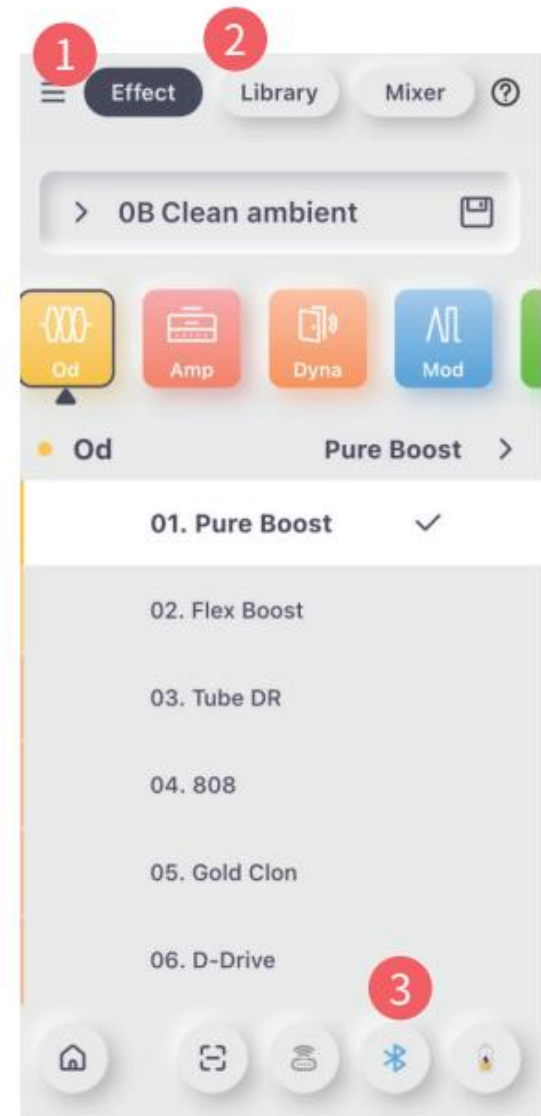 1
2
Effect Library Mixer ?
> 0B Clean ambient
Od Amp Dyna Mod
Od Pure Boost >
01. Pure Boost ✓
02. Flex Boost
03. Tube DR
04. 808
05. Gold Clon
06. D-Drive
3